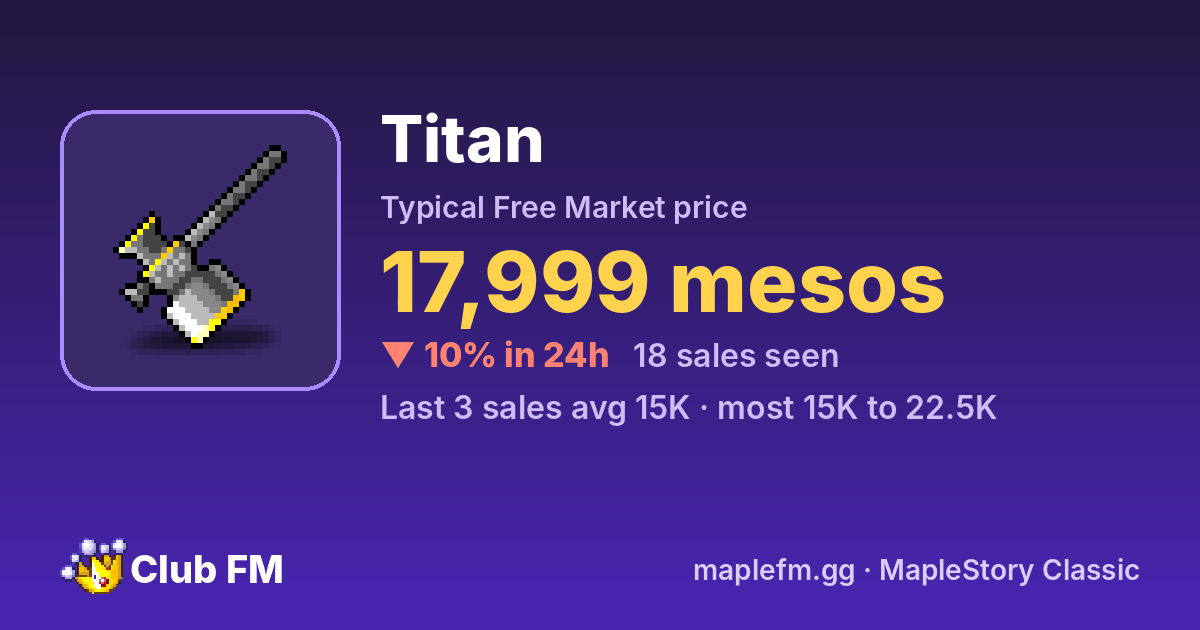 Titan
Typical Free Market price
17,999 mesos
▼ 10% in 24h 18 sales seen
Last 3 sales avg 15K · most 15K to 22.5K
Club FM
maplefm.gg · MapleStory Classic